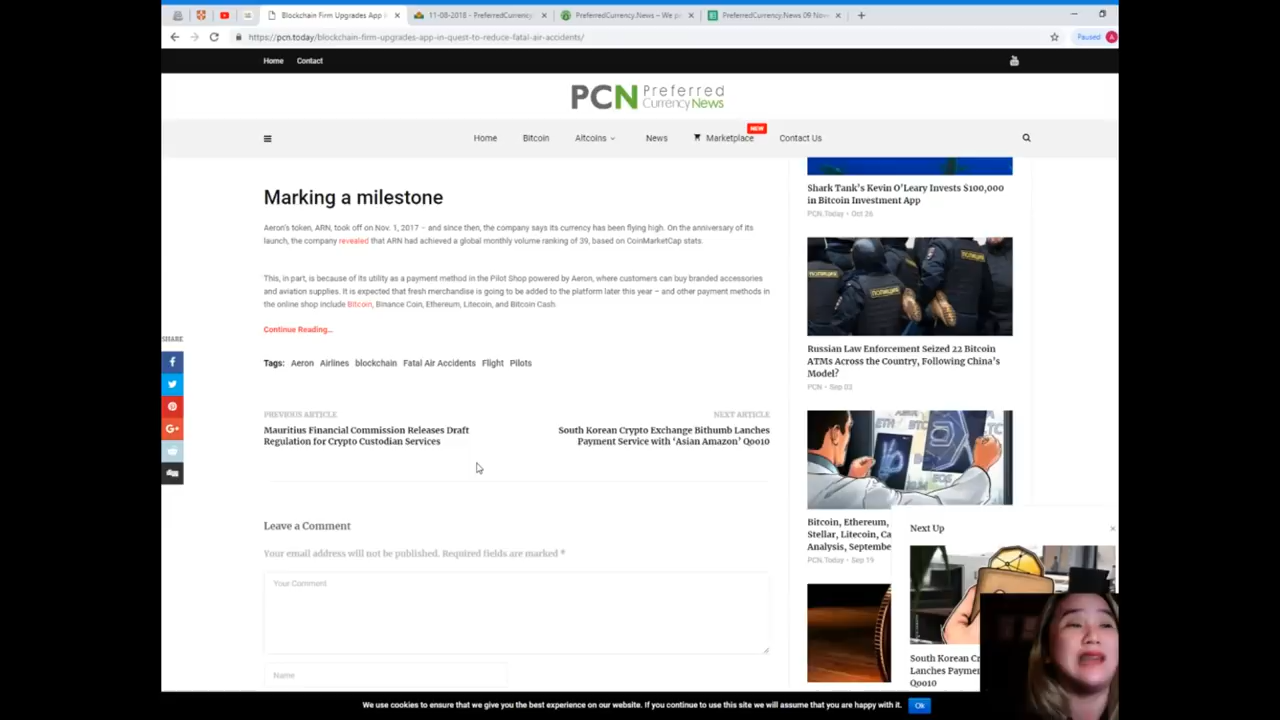 Blockchain Firm Upgrades App i
11-08-2018 - PreferredCurrency
PreferredCurrency.News – We p
PreferredCurrency.News 09 Nov
https://pcn.today/blockchain-firm-upgrades-app-in-quest-to-reduce-fatal-air-accidents/
Paused
A
Home
Contact
PCN Preferred
Currency News
Home
Bitcoin
Altcoins
News
Marketplace
NEW
Contact Us
Marking a milestone
Aeron's token, ARN, took off on Nov. 1, 2017 – and since then, the company says its currency has been flying high. On the anniversary of its
launch, the company revealed that ARN had achieved a global monthly volume ranking of 39, based on CoinMarketCap stats.
This, in part, is because of its utility as a payment method in the Pilot Shop powered by Aeron, where customers can buy branded accessories
and aviation supplies. It is expected that fresh merchandise is going to be added to the platform later this year – and other payment methods in
the online shop include Bitcoin, Binance Coin, Ethereum, Litecoin, and Bitcoin Cash.
Continue Reading...
Tags: Aeron Airlines blockchain Fatal Air Accidents Flight Pilots
SHARE
PREVIOUS ARTICLE
Mauritius Financial Commission Releases Draft
Regulation for Crypto Custodian Services
NEXT ARTICLE
South Korean Crypto Exchange Bithumb Lanches
Payment Service with 'Asian Amazon' Qoo10
Leave a Comment
Your email address will not be published. Required fields are marked *
Your Comment
Name
Shark Tank's Kevin O'Leary Invests $100,000
in Bitcoin Investment App
PCN.Today - Oct 26
ПОЛИЦИЯ
Russian Law Enforcement Seized 22 Bitcoin
ATMs Across the Country, Following China's
Model?
PCN - Sep 03
Bitcoin, Ethereum,
Stellar, Litecoin, Ca
Analysis, Septembe
PCN.Today - Sep 19
Next Up
South Korean Cr
Lanches Paymen
Qoo10
We use cookies to ensure that we give you the best experience on our website. If you continue to use this site we will assume that you are happy with it.
Ok